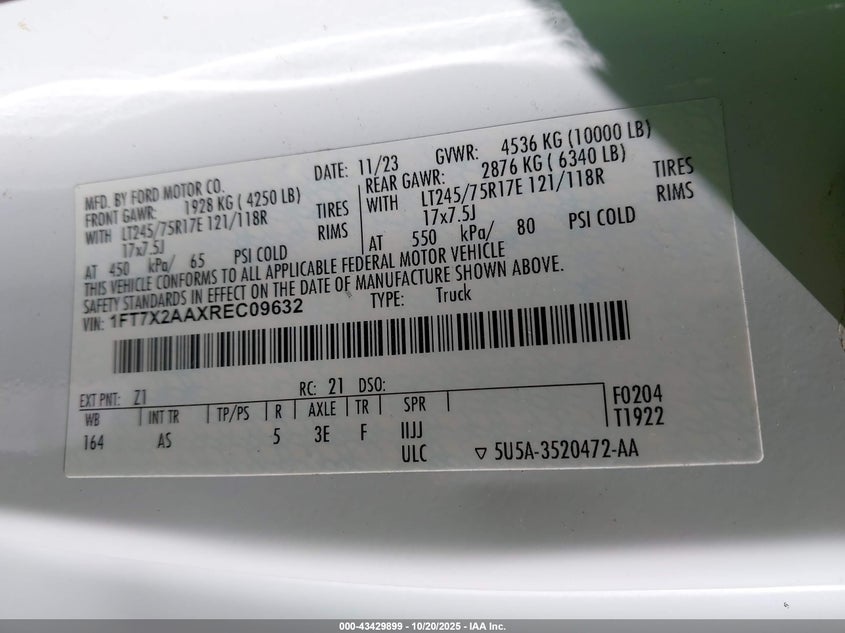 MFD. BY FORD MOTOR CO. DATE: 11/23 GVWR: 4536 KG (10000 LB)
FRONT GAWR: 1928 KG ( 4250 LB) REAR GAWR: 2876 KG ( 6340 LB)
WITH LT245/75R17E 121/118R TIRES WITH LT245/75R17E 121/118R TIRES
17x7.5J RIMS 17x7.5J RIMS
AT 450 kPa/ 65 PSI COLD AT 550 kPa/ 80 PSI COLD
THIS VEHICLE CONFORMS TO ALL APPLICABLE FEDERAL MOTOR VEHICLE
SAFETY STANDARDS IN EFFECT ON THE DATE OF MANUFACTURE SHOWN ABOVE.
VIN: 1FT7X2AAXREC09632 TYPE: Truck
EXT PNT: Z1 RC: 21 DSO:
WB INT TR TP/PS R AXLE TR SPR F0204
164 AS 5 3E F IIJJ T1922
ULC ▽ 5U5A-3520472-AA
000-43429899 - 10/20/2025 - IAA Inc.